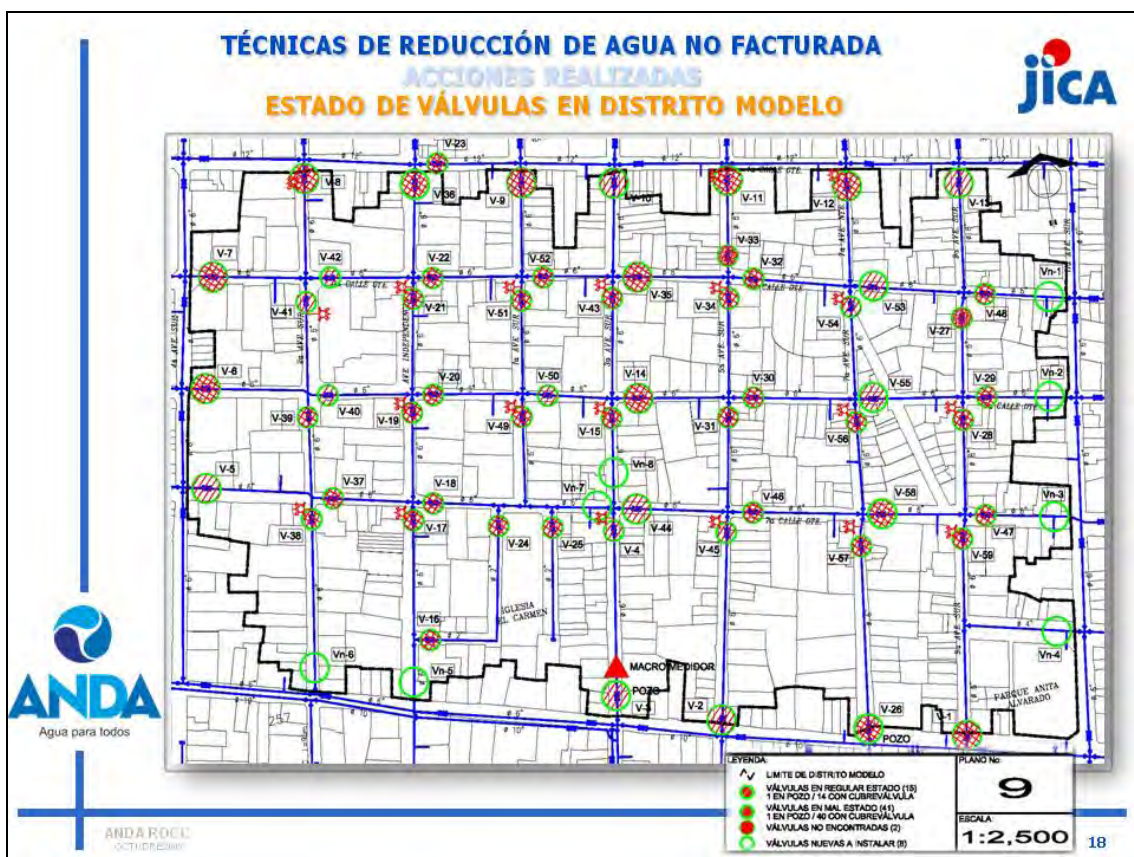 TÉCNICAS DE REDUCCIÓN DE AGUA NO FACTURADA
ACCIONES REALIZADAS
ESTADO DE VÁLVULAS EN DISTRITO MODELO
jICA
V-23
V-8
V-36
V-9
V-10
V-11
V-12
V-13
V-7
V-42
V-22
V-52
V-33
V-32
V-35
V-53
Vn-1
V-41
V-21
V-51
V-43
V-34
V-54
V-27
V-48
V-6
V-20
V-50
V-14
V-30
V-55
V-29
Vn-2
V-39
V-40
V-19
V-49
V-15
V-31
V-56
V-28
V-5
V-37
V-18
Vn-7
Vn-8
V-46
V-58
Vn-3
7a CALLE OTE.
V-38
V-17
V-24
V-25
V-4
V-44
V-45
V-57
V-59
V-47
IGLESIA
EL CARMEN
V-16
Vn-6
Vn-5
Vn-4
MACRO MEDIDOR
POZO
V-3
V-2
V-26
POZO
V-1
PARQUE ANITA
ALVARADO
257
ANDA
Agua para todos
LEYENDA:
LIMITE DE DISTRITO MODELO
VÁLVULAS EN REGULAR ESTADO (15)
1 EN POZO / 14 CON CUBREVÁLVULA
VÁLVULAS EN MAL ESTADO (41)
1 EN POZO / 40 CON CUBREVÁLVULA
VÁLVULAS NO ENCONTRADAS (2)
VÁLVULAS NUEVAS A INSTALAR (8)
PLANO No:
9
ESCALA:
1:2,500
18